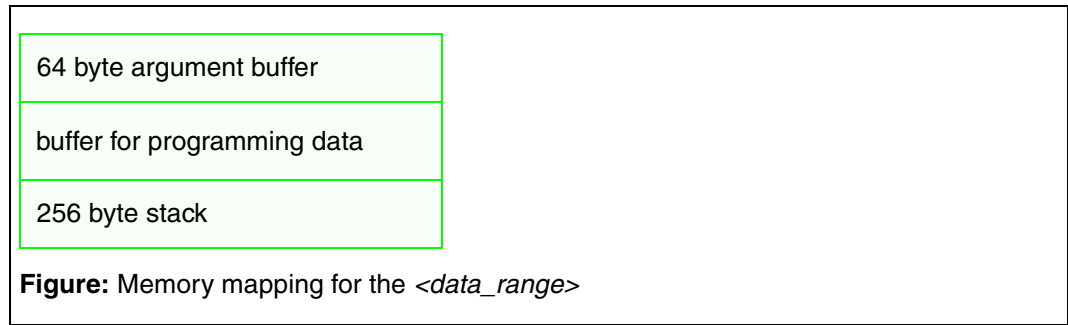 64 byte argument buffer
buffer for programming data
256 byte stack
Figure: Memory mapping for the <data_range>